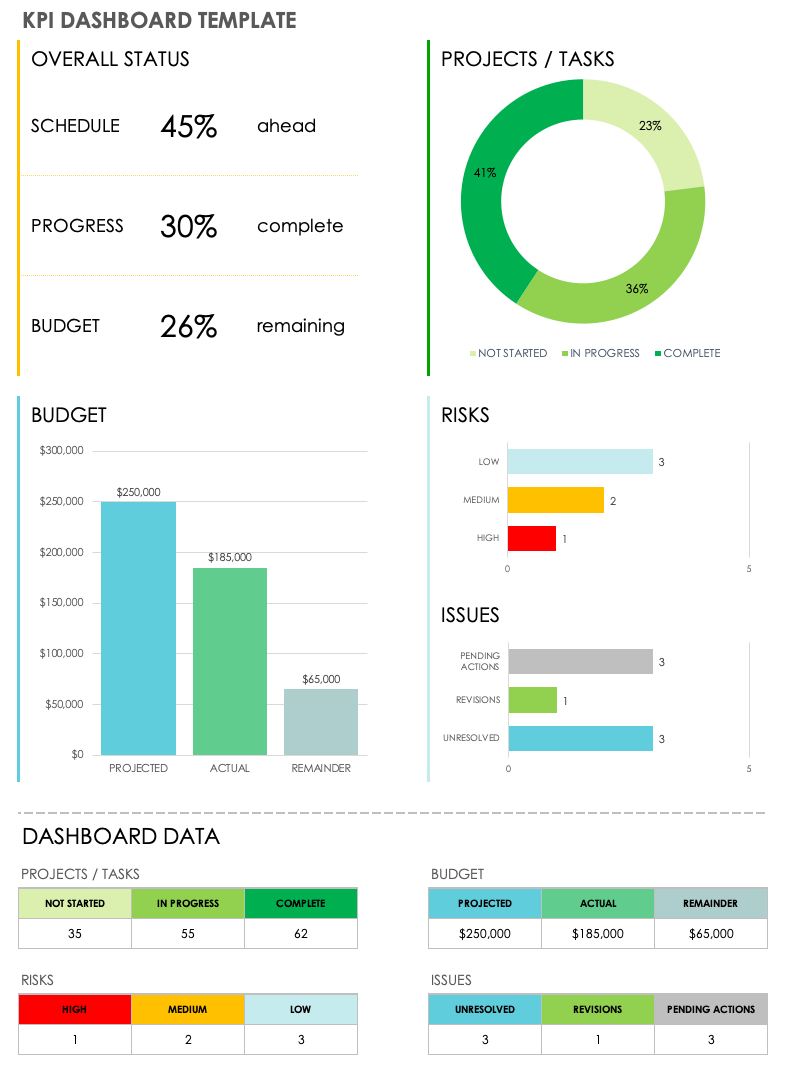 KPI DASHBOARD TEMPLATE
OVERALL STATUS
SCHEDULE 45% ahead
PROGRESS 30% complete
BUDGET 26% remaining
PROJECTS / TASKS
23%
41%
36%
NOT STARTED IN PROGRESS COMPLETE
BUDGET
$300,000
$250,000
$250,000
$200,000
$185,000
$150,000
$100,000
$65,000
$50,000
$0
PROJECTED ACTUAL REMAINDER
RISKS
LOW 3
MEDIUM 2
HIGH 1
0 5
ISSUES
PENDING
ACTIONS 3
REVISIONS 1
UNRESOLVED 3
0 5
DASHBOARD DATA
PROJECTS / TASKS
NOT STARTED IN PROGRESS COMPLETE
35 55 62
BUDGET
PROJECTED ACTUAL REMAINDER
$250,000 $185,000 $65,000
RISKS
HIGH MEDIUM LOW
1 2 3
ISSUES
UNRESOLVED REVISIONS PENDING ACTIONS
3 1 3